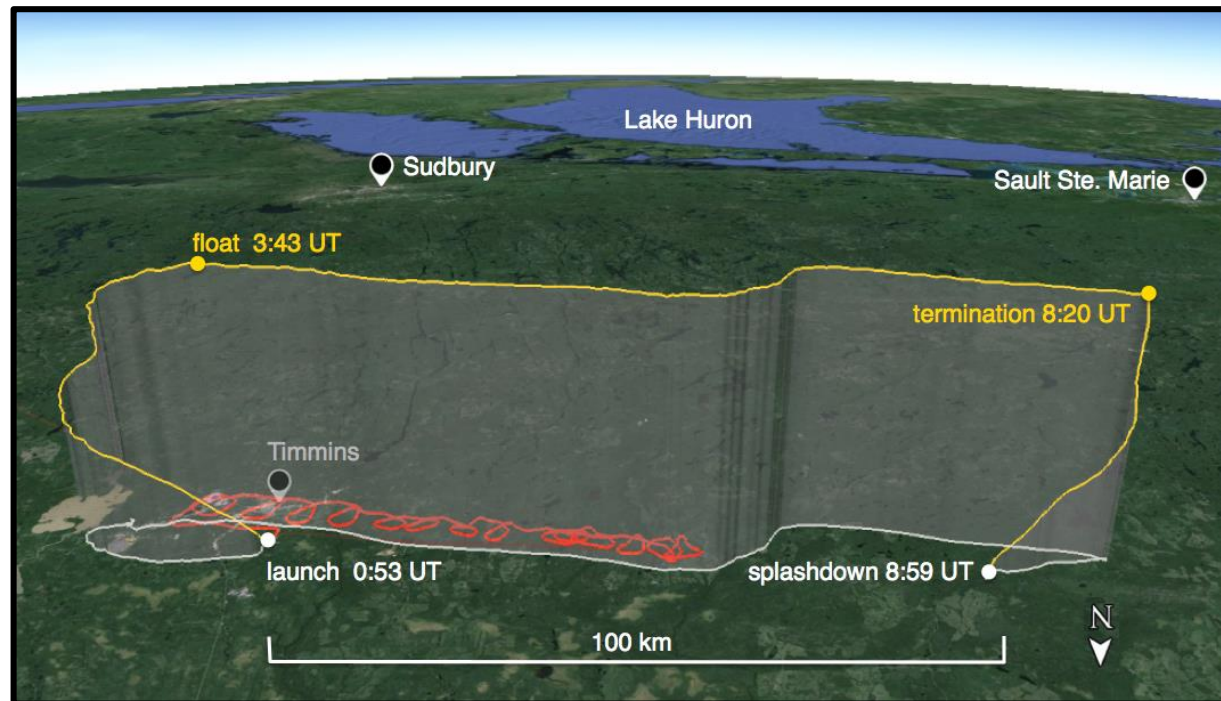 Lake Huron
Sudbury
Sault Ste. Marie
float 3:43 UT
termination 8:20 UT
Timmins
launch 0:53 UT
splashdown 8:59 UT
100 km
N